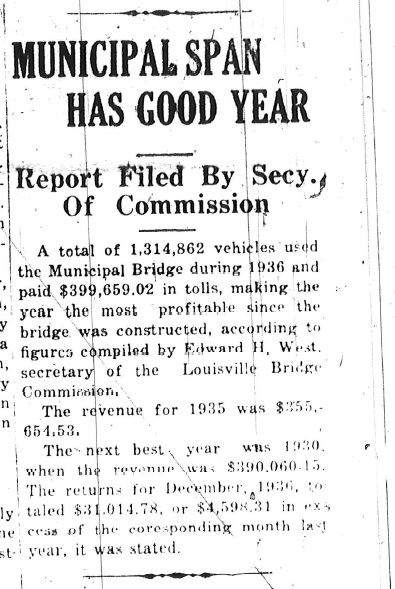 MUNICIPAL SPAN
HAS GOOD YEAR
Report Filed By Secy.
Of Commission
A total of 1,314,862 vehicles used
the Municipal Bridge during 1936 and
paid $399,659.02 in tolls, making the
year the most profitable since the
bridge was constructed, according to
figures compiled by Edward H. West,
secretary of the Louisville Bridge
Commission.
The revenue for 1935 was $355,-
654.53.
The next best year was 1930,
when the revenue was $390,060.15.
The returns for December, 1936, to-
taled $31,014.78, or $4,598.31 in ex-
cess of the coresponding month last
year, it was stated.